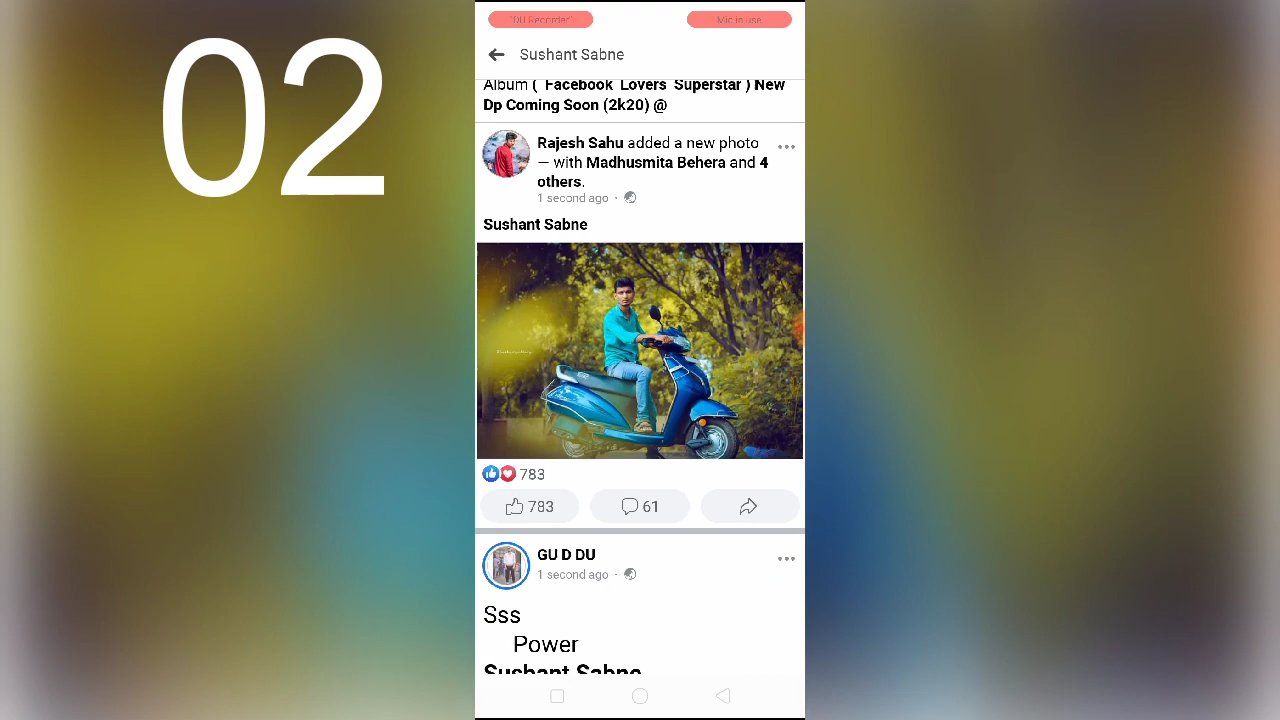 02
"DU Recorder"
Mic in use
Sushant Sabne
Album ( Facebook Lovers Superstar ) New
Dp Coming Soon (2k20) @
Rajesh Sahu added a new photo
— with Madhusmita Behera and 4
others.
1 second ago ·
Sushant Sabne
783
783
61
GU D DU
1 second ago ·
Sss
Power
Sushant Sabne